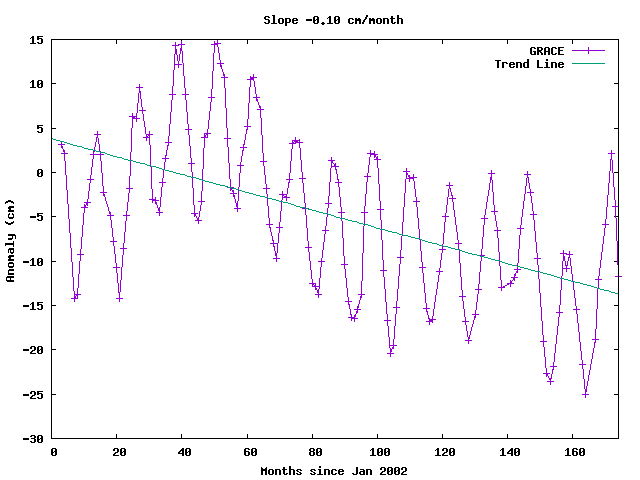 Slope -0.10 cm/month
GRACE
Trend Line
Anomaly (cm)
15
10
5
0
-5
-10
-15
-20
-25
-30
0 20 40 60 80 100 120 140 160
Months since Jan 2002